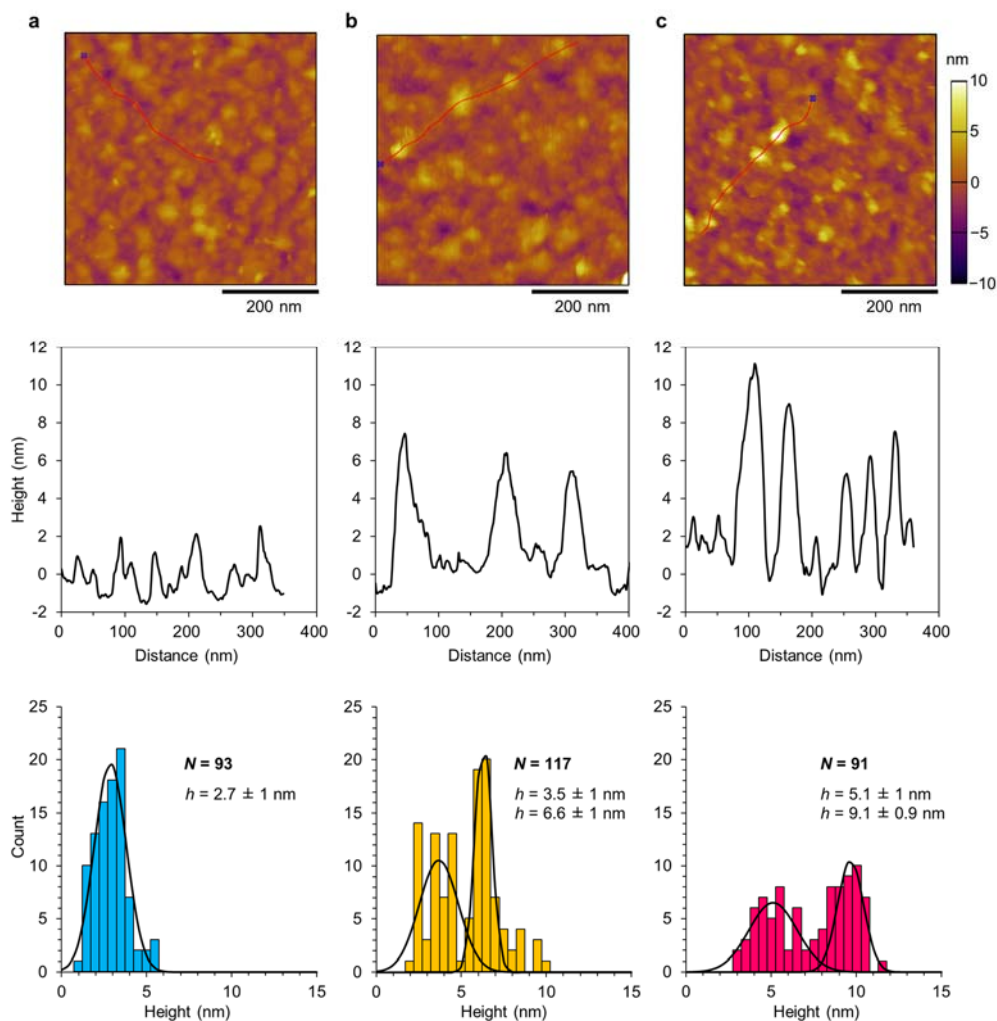 a
b
c
nm
10
5
0
−5
−10
200 nm
200 nm
200 nm
12
10
8
6
4
2
0
-2
Height (nm)
0 100 200 300 400
Distance (nm)
12
10
8
6
4
2
0
-2
0 100 200 300 400
Distance (nm)
12
10
8
6
4
2
0
-2
0 100 200 300 400
Distance (nm)
25
20
15
10
5
0
Count
N = 93
h = 2.7 ± 1 nm
0 5 10 15
Height (nm)
25
20
15
10
5
0
N = 117
h = 3.5 ± 1 nm
h = 6.6 ± 1 nm
0 5 10 15
Height (nm)
25
20
15
10
5
0
N = 91
h = 5.1 ± 1 nm
h = 9.1 ± 0.9 nm
0 5 10 15
Height (nm)